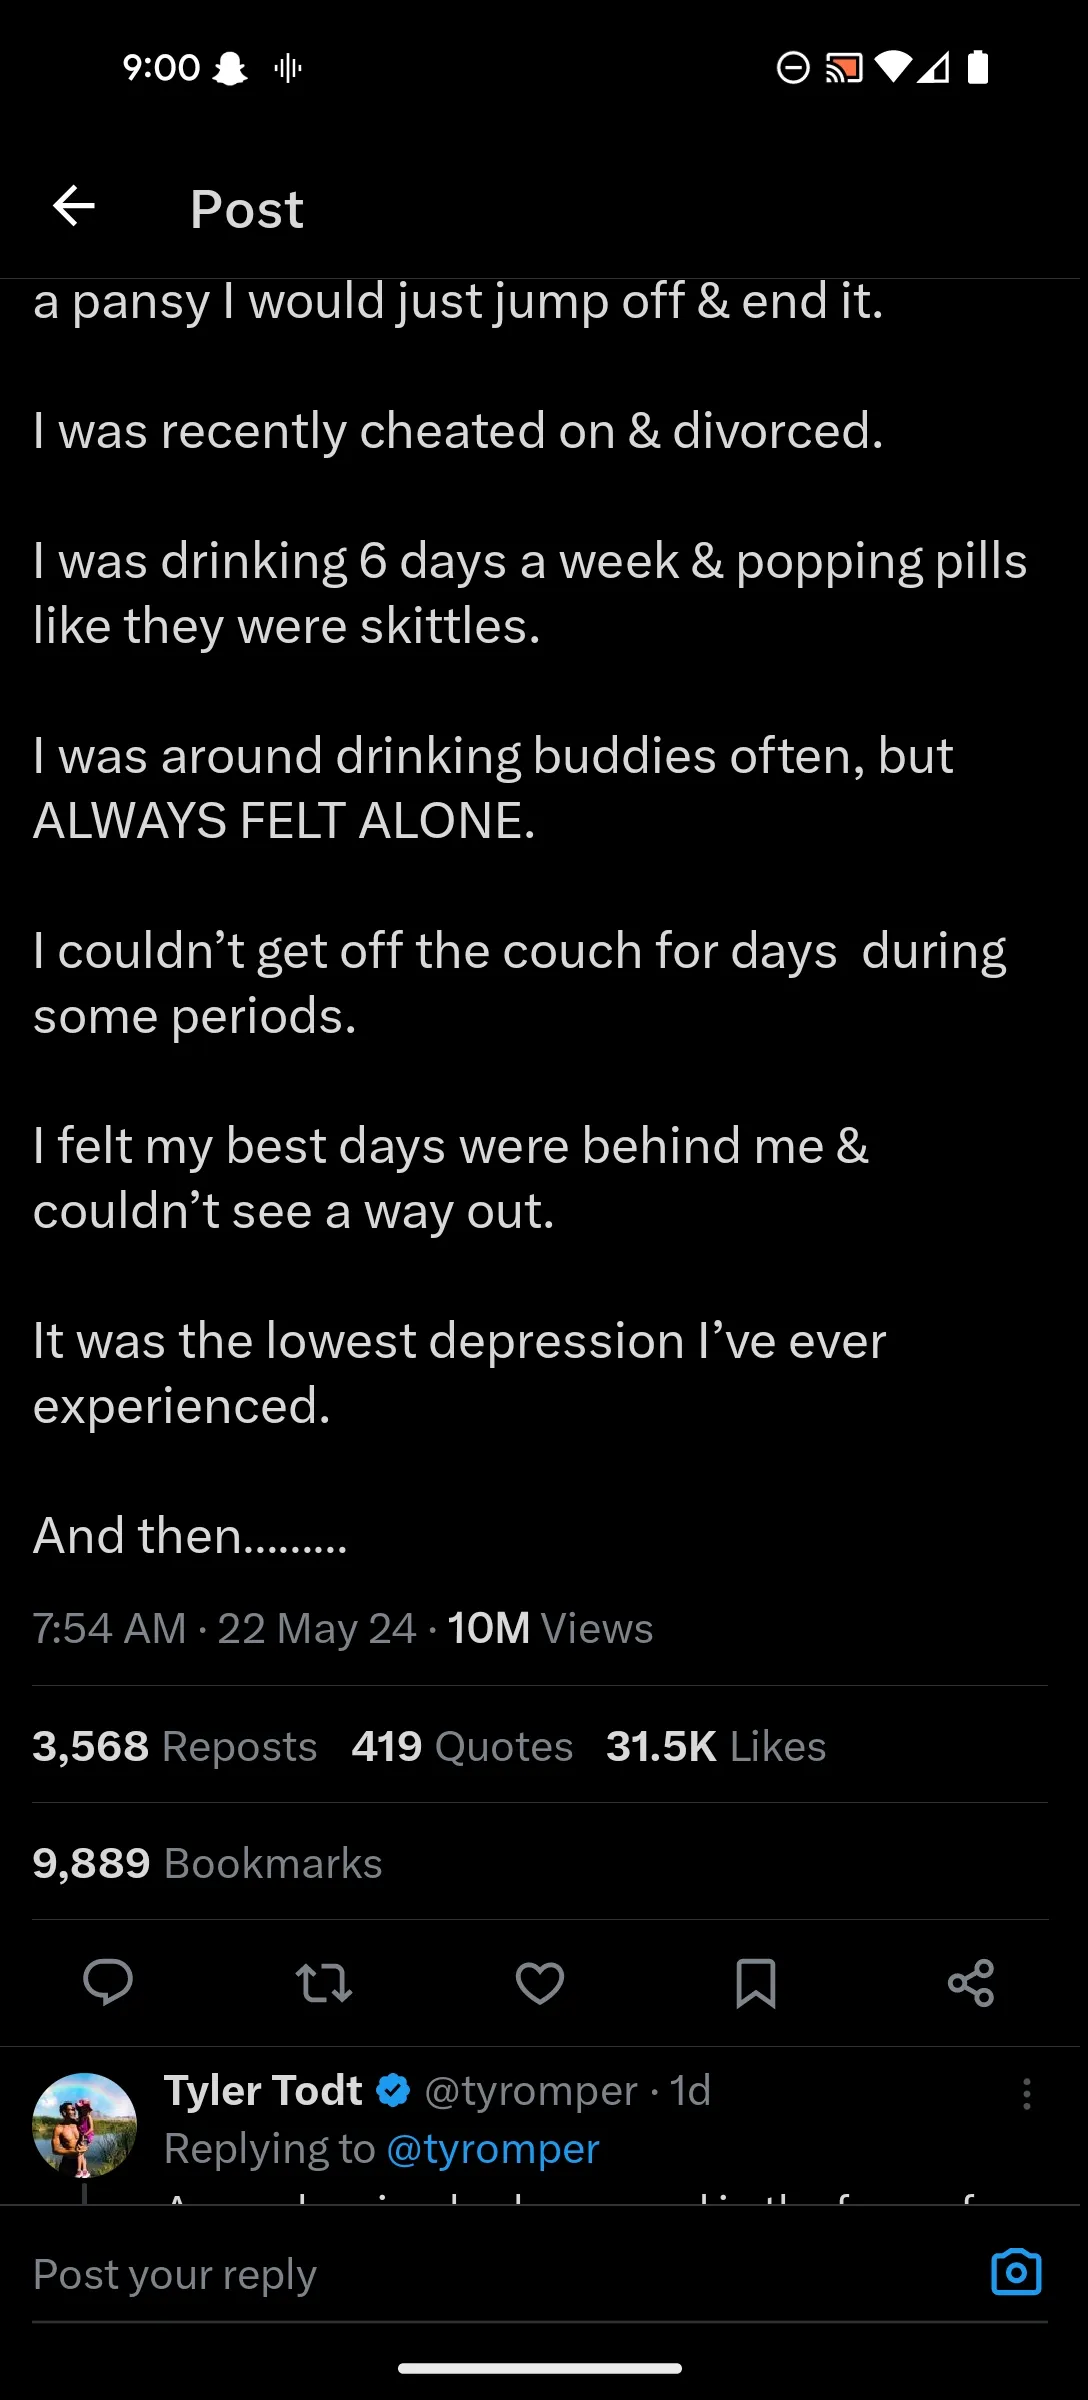 9:00
Post
a pansy I would just jump off & end it.
I was recently cheated on & divorced.
I was drinking 6 days a week & popping pills
like they were skittles.
I was around drinking buddies often, but
ALWAYS FELT ALONE.
I couldn’t get off the couch for days  during
some periods.
I felt my best days were behind me &
couldn’t see a way out.
It was the lowest depression I’ve ever
experienced.
And then.........
7:54 AM · 22 May 24 · 10M Views
3,568 Reposts 419 Quotes 31.5K Likes
9,889 Bookmarks
Tyler Todt @tyromper · 1d
Replying to @tyromper
Post your reply